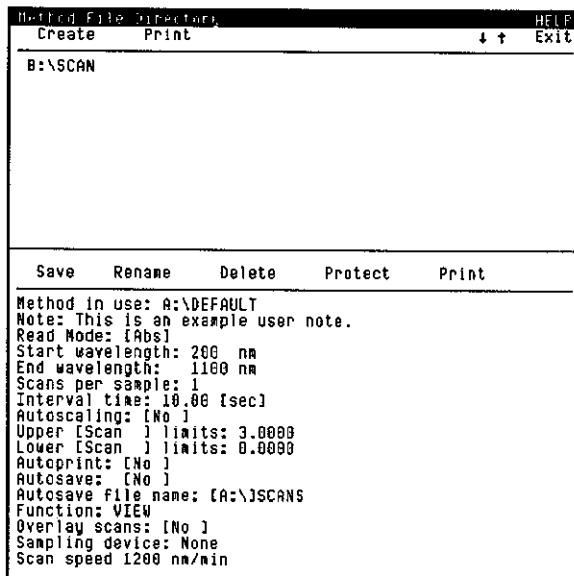 Method File Directory HELP
Create Print ↓ ↑ Exit
B:\SCAN
Save Rename Delete Protect Print
Method in use: A:\DEFAULT
Note: This is an example user note.
Read Mode: [Abs]
Start wavelength: 200 nm
End wavelength: 1100 nm
Scans per sample: 1
Interval time: 10.00 [sec]
Autoscaling: [No ]
Upper [Scan ] limits: 3.0000
Lower [Scan ] limits: 0.0000
Autoprint: [No ]
Autosave: [No ]
Autosave file name: [A:\]SCANS
Function: VIEW
Overlay scans: [No ]
Sampling device: None
Scan speed 1200 nm/min